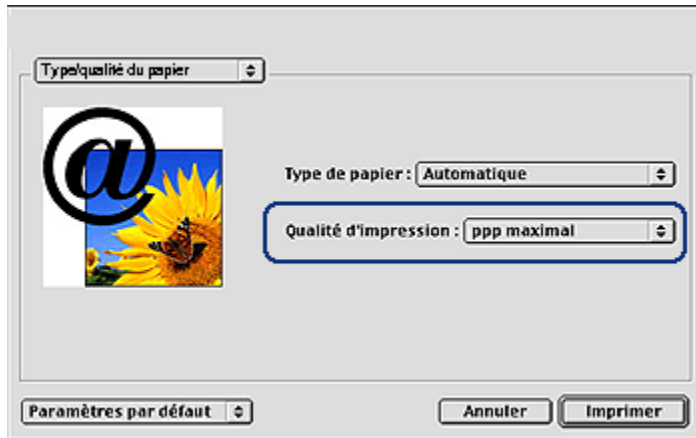 Type/qualité du papier
@
Type de papier : Automatique
Qualité d'impression : ppp maximal
Paramètres par défaut
Annuler
Imprimer